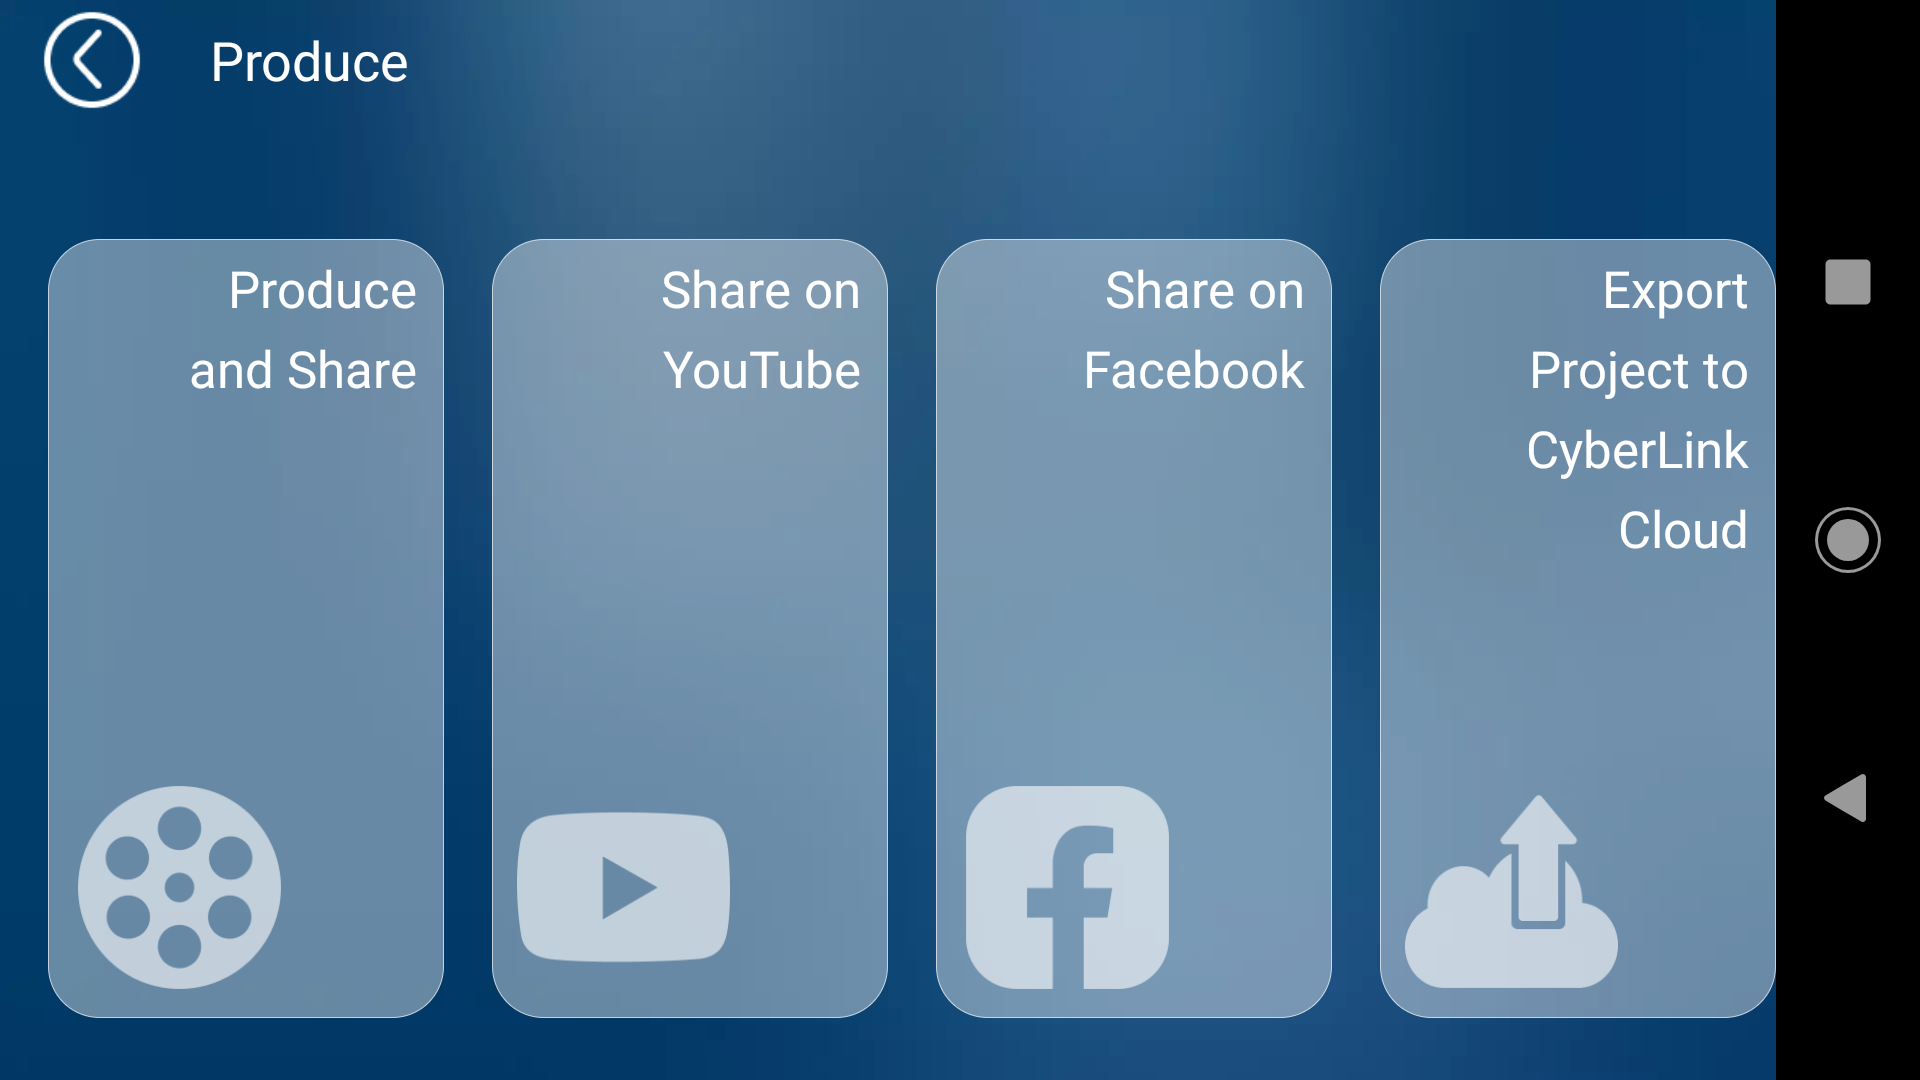 Produce
Produce
and Share
Share on
YouTube
Share on
Facebook
Export
Project to
CyberLink
Cloud